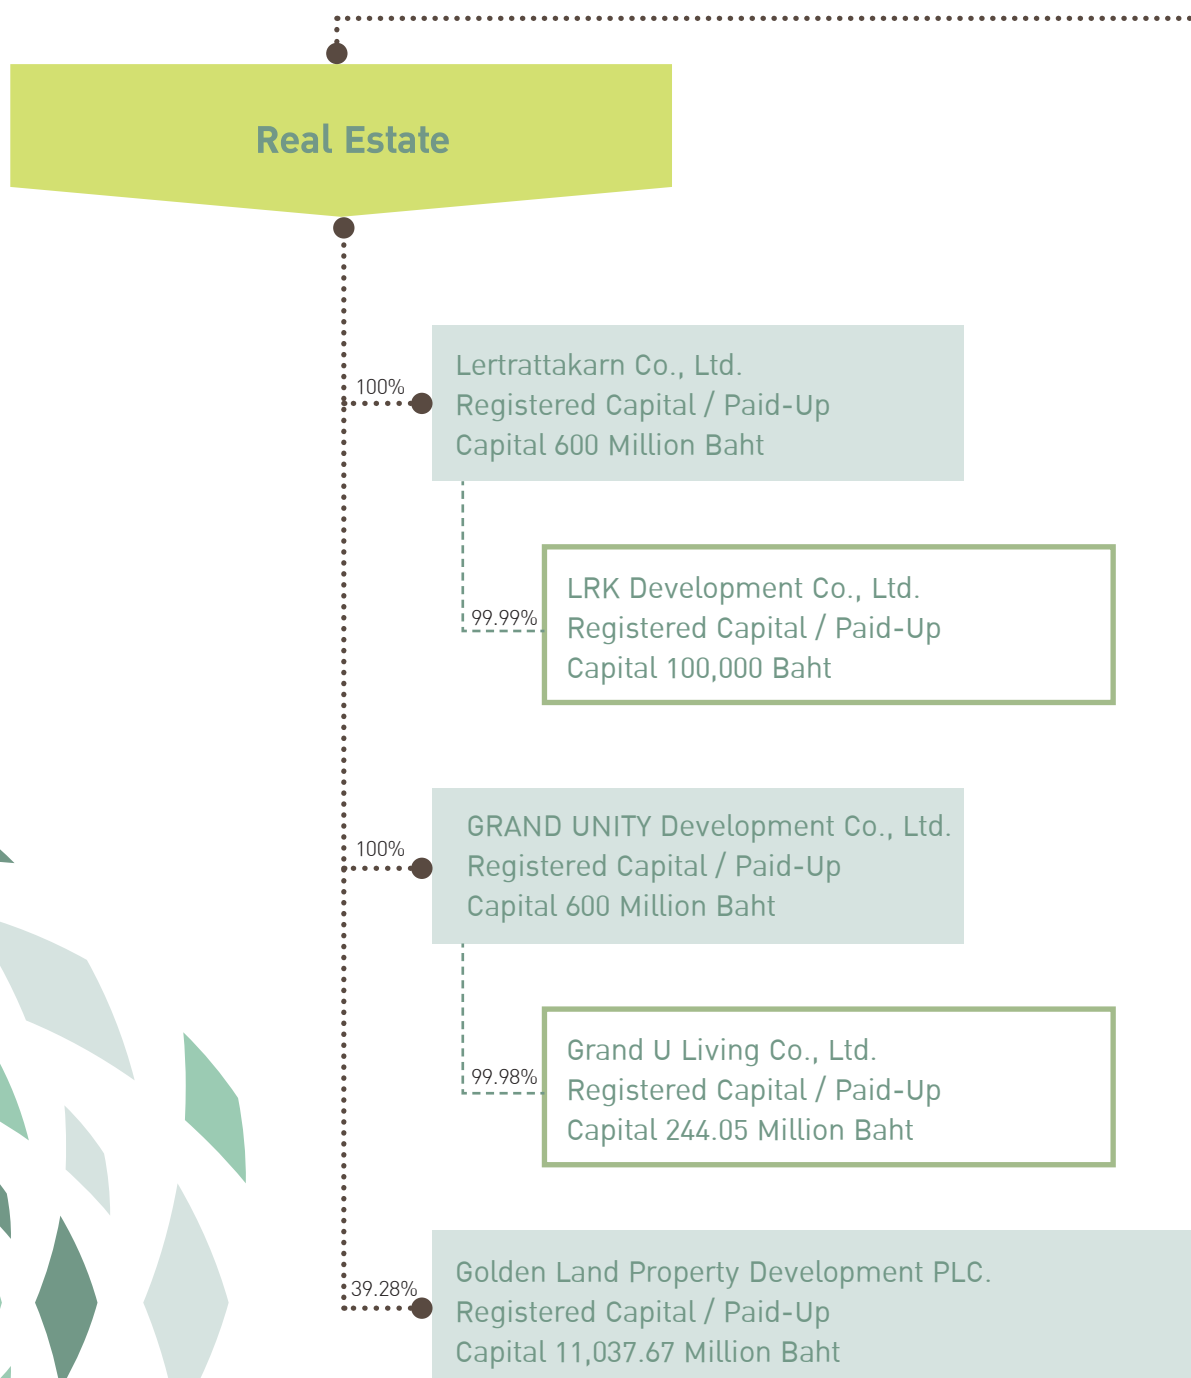 Real Estate
100%
Lertrattakarn Co., Ltd.
Registered Capital / Paid-Up
Capital 600 Million Baht
99.99%
LRK Development Co., Ltd.
Registered Capital / Paid-Up
Capital 100,000 Baht
100%
GRAND UNITY Development Co., Ltd.
Registered Capital / Paid-Up
Capital 600 Million Baht
99.98%
Grand U Living Co., Ltd.
Registered Capital / Paid-Up
Capital 244.05 Million Baht
39.28%
Golden Land Property Development PLC.
Registered Capital / Paid-Up
Capital 11,037.67 Million Baht